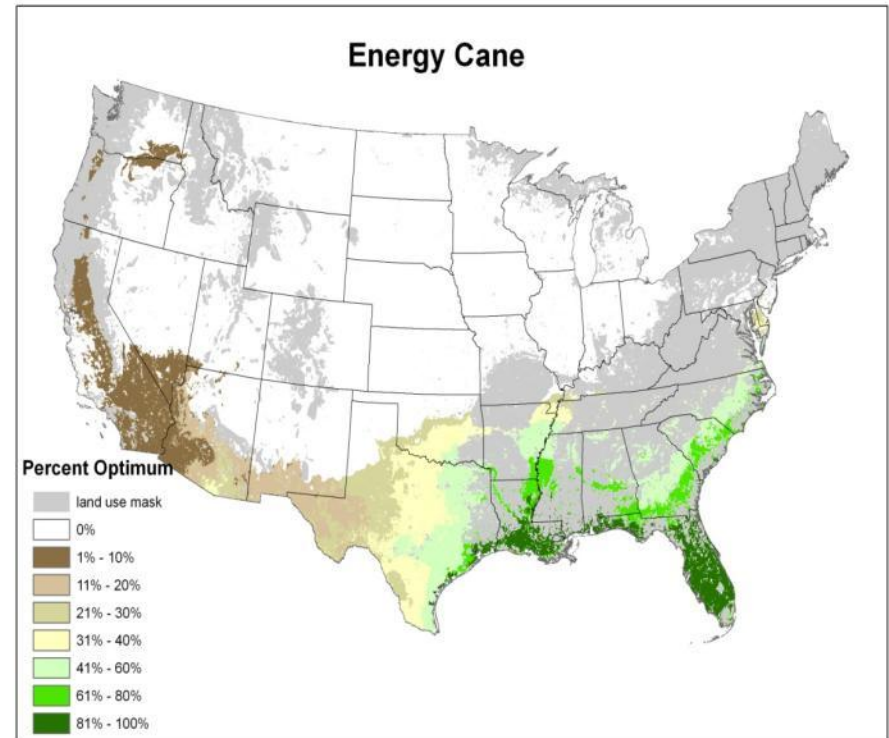 Energy Cane
Percent Optimum
land use mask
0%
1% - 10%
11% - 20%
21% - 30%
31% - 40%
41% - 60%
61% - 80%
81% - 100%